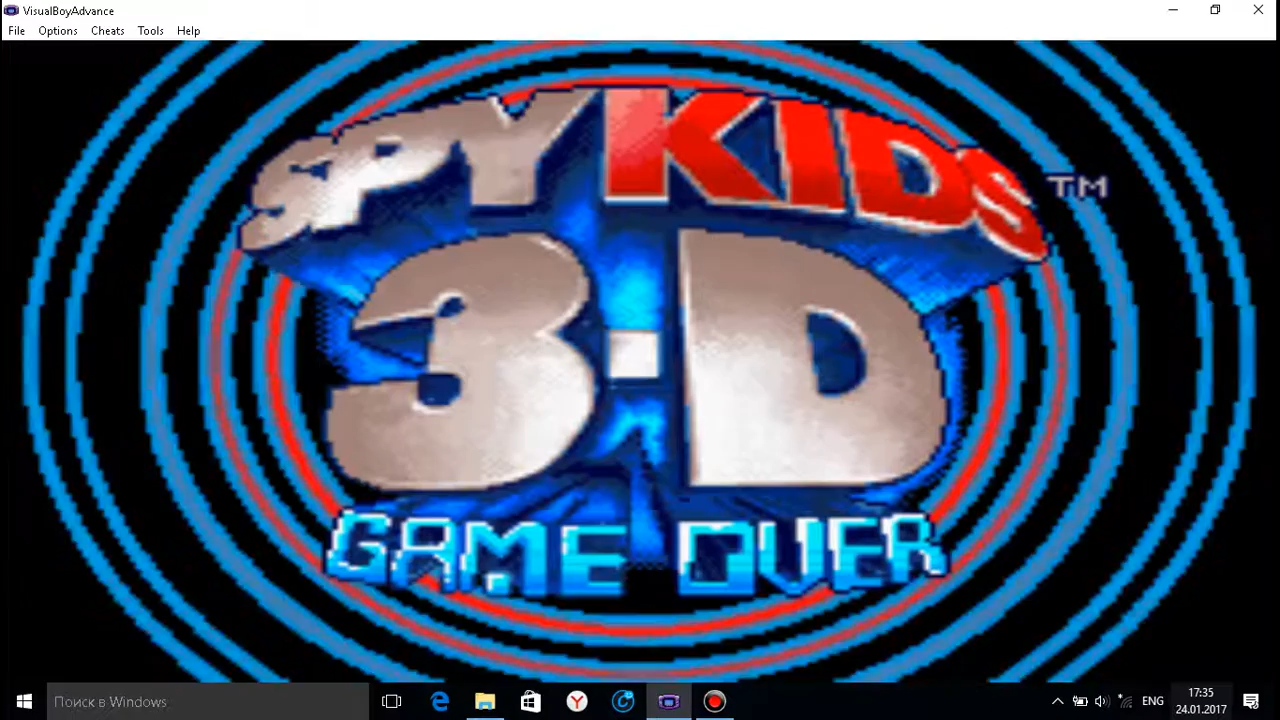 VisualBoyAdvance
File Options Cheats Tools Help
SPY KIDS TM
3-D
GAME OVER
Поиск в Windows
ENG
17:35
24.01.2017